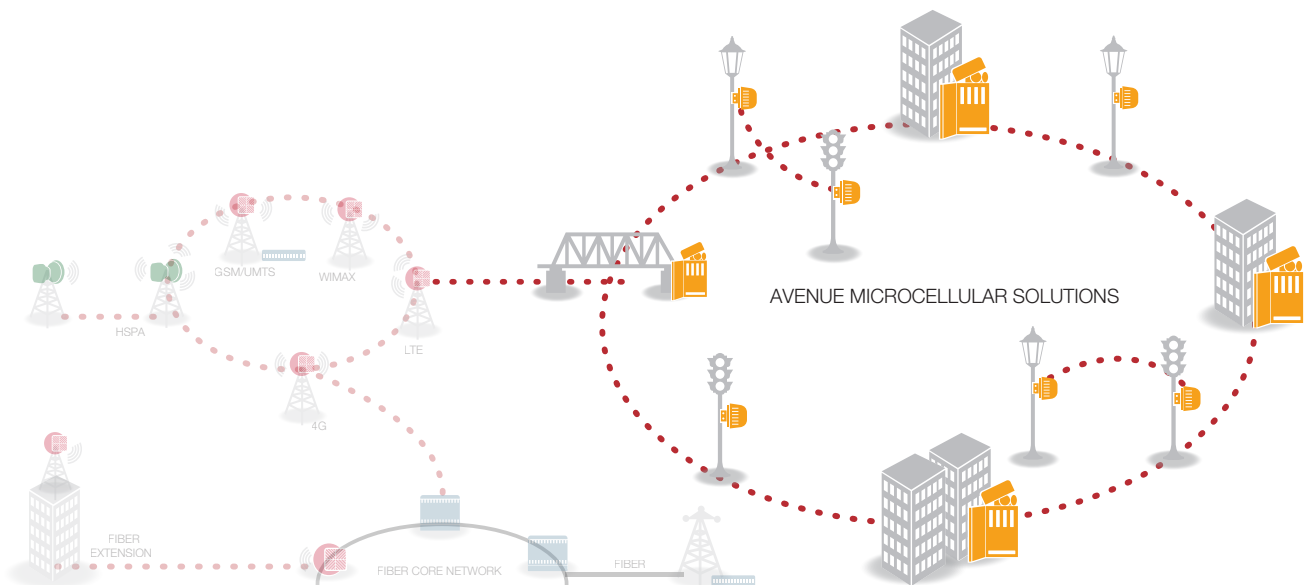 GSM/UMTS
WIMAX
AVENUE MICROCELLULAR SOLUTIONS
HSPA
LTE
4G
FIBER
EXTENSION
FIBER CORE NETWORK
FIBER